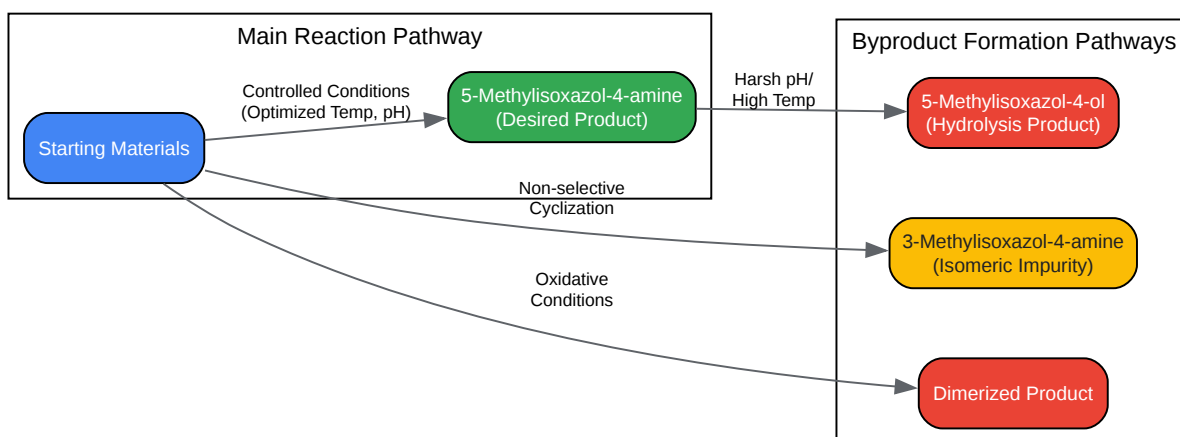 Main Reaction Pathway
Starting Materials
Controlled Conditions
(Optimized Temp, pH)
5-Methylisoxazol-4-amine
(Desired Product)
Harsh pH/
High Temp
Non-selective
Cyclization
Oxidative
Conditions
Byproduct Formation Pathways
5-Methylisoxazol-4-ol
(Hydrolysis Product)
3-Methylisoxazol-4-amine
(Isomeric Impurity)
Dimerized Product